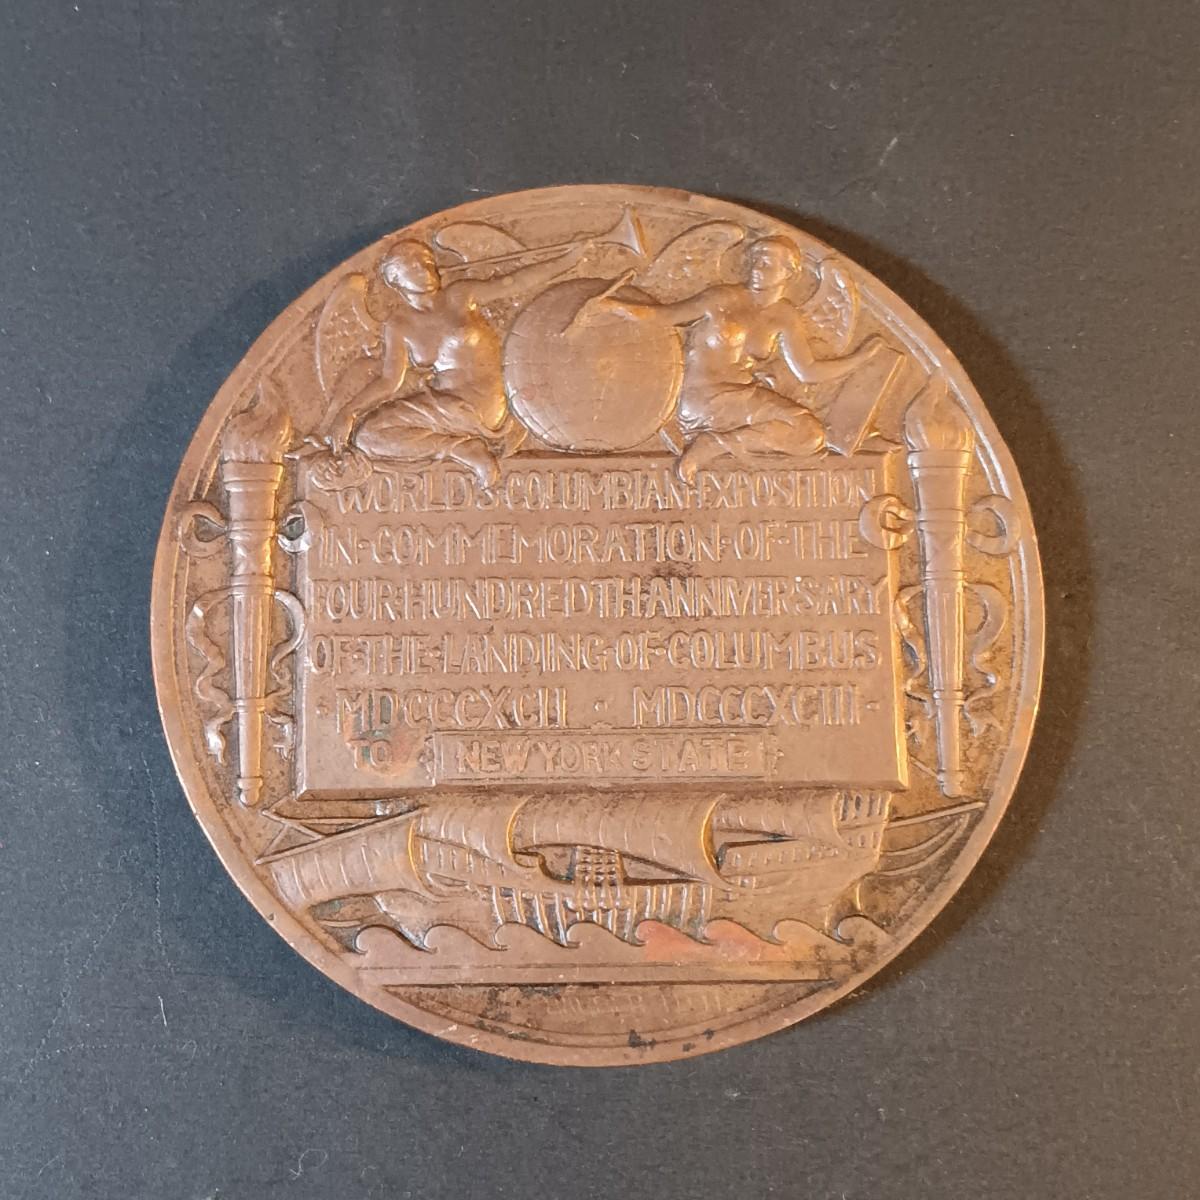 WORLD'S·COLUMBIAN·EXPOSITION
IN·COMMEMORATION·OF·THE
FOUR·HUNDREDTH·ANNIVERSARY
OF·THE·LANDING·OF·COLUMBUS
·MDCCCXCII · MDCCCXCIII·
TO NEW YORK STATE